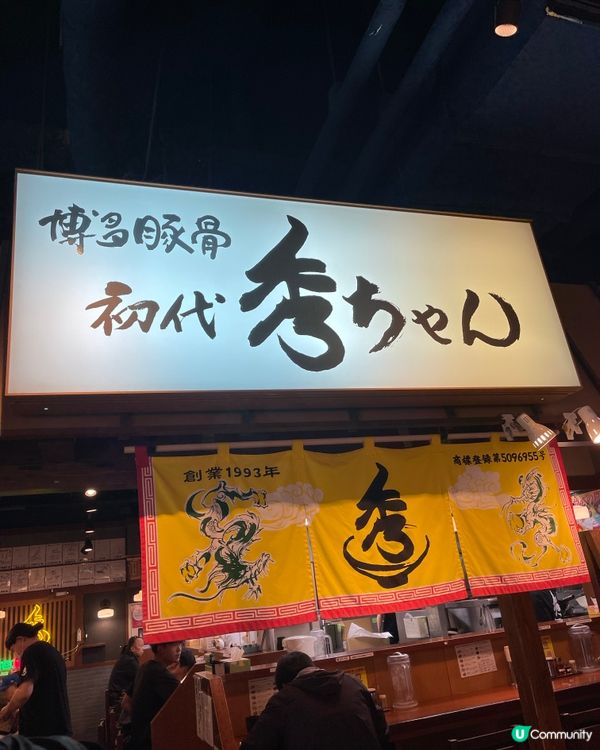 博多豚骨
初代 秀ちゃん
創業1993年
商標登録第5096955号
秀
U Community